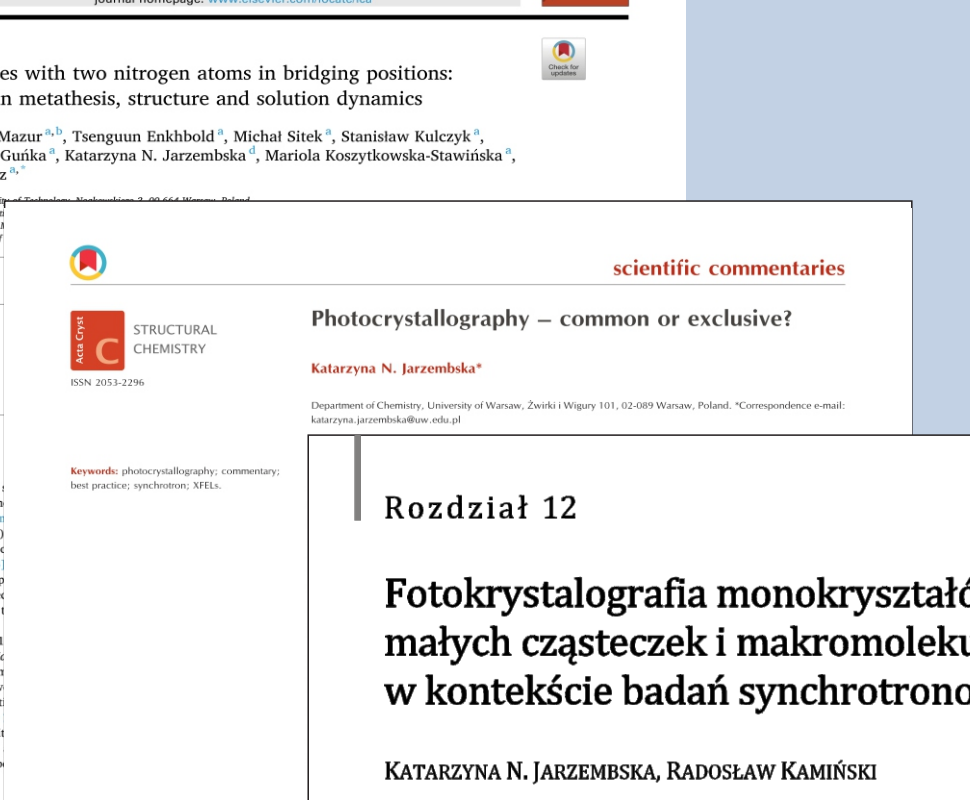 journal homepage: www.elsevier.com/locate/ica
Check for
updates
es with two nitrogen atoms in bridging positions:
n metathesis, structure and solution dynamics
Mazur a,b, Tsenguun Enkhbold a, Michał Sitek a, Stanisław Kulczyk a,
Guńka a, Katarzyna N. Jarzembska d, Mariola Koszytkowska-Stawińska a,
z a,*
scientific commentaries
Acta Cryst
C
STRUCTURAL
CHEMISTRY
ISSN 2053-2296
Photocrystallography – common or exclusive?
Katarzyna N. Jarzembska*
Department of Chemistry, University of Warsaw, Żwirki i Wigury 101, 02-089 Warsaw, Poland. *Correspondence e-mail:
katarzyna.jarzembska@uw.edu.pl
Keywords: photocrystallography; commentary;
best practice; synchrotron; XFELs.
Rozdział 12
Fotokrystalografia monokryształó
małych cząsteczek i makromoleku
w kontekście badań synchrotrono
KATARZYNA N. JARZEMBSKA, RADOSŁAW KAMIŃSKI